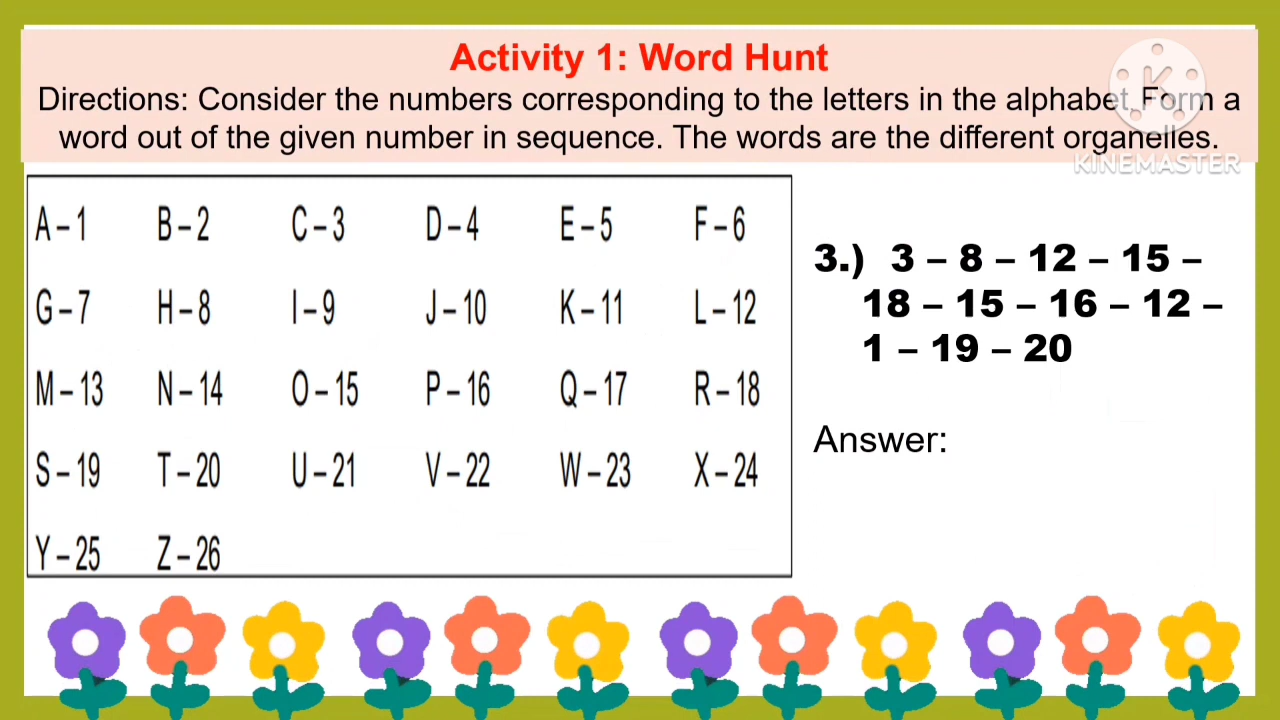 Activity 1: Word Hunt
Directions: Consider the numbers corresponding to the letters in the alphabet. Form a
word out of the given number in sequence. The words are the different organelles.
K
KINEMASTER
A – 1 B – 2 C – 3 D – 4 E – 5 F – 6
G – 7 H – 8 I – 9 J – 10 K – 11 L – 12
M – 13 N – 14 O – 15 P – 16 Q – 17 R – 18
S – 19 T – 20 U – 21 V – 22 W – 23 X – 24
Y – 25 Z – 26
3.) 3 – 8 – 12 – 15 –
18 – 15 – 16 – 12 –
1 – 19 – 20
Answer: